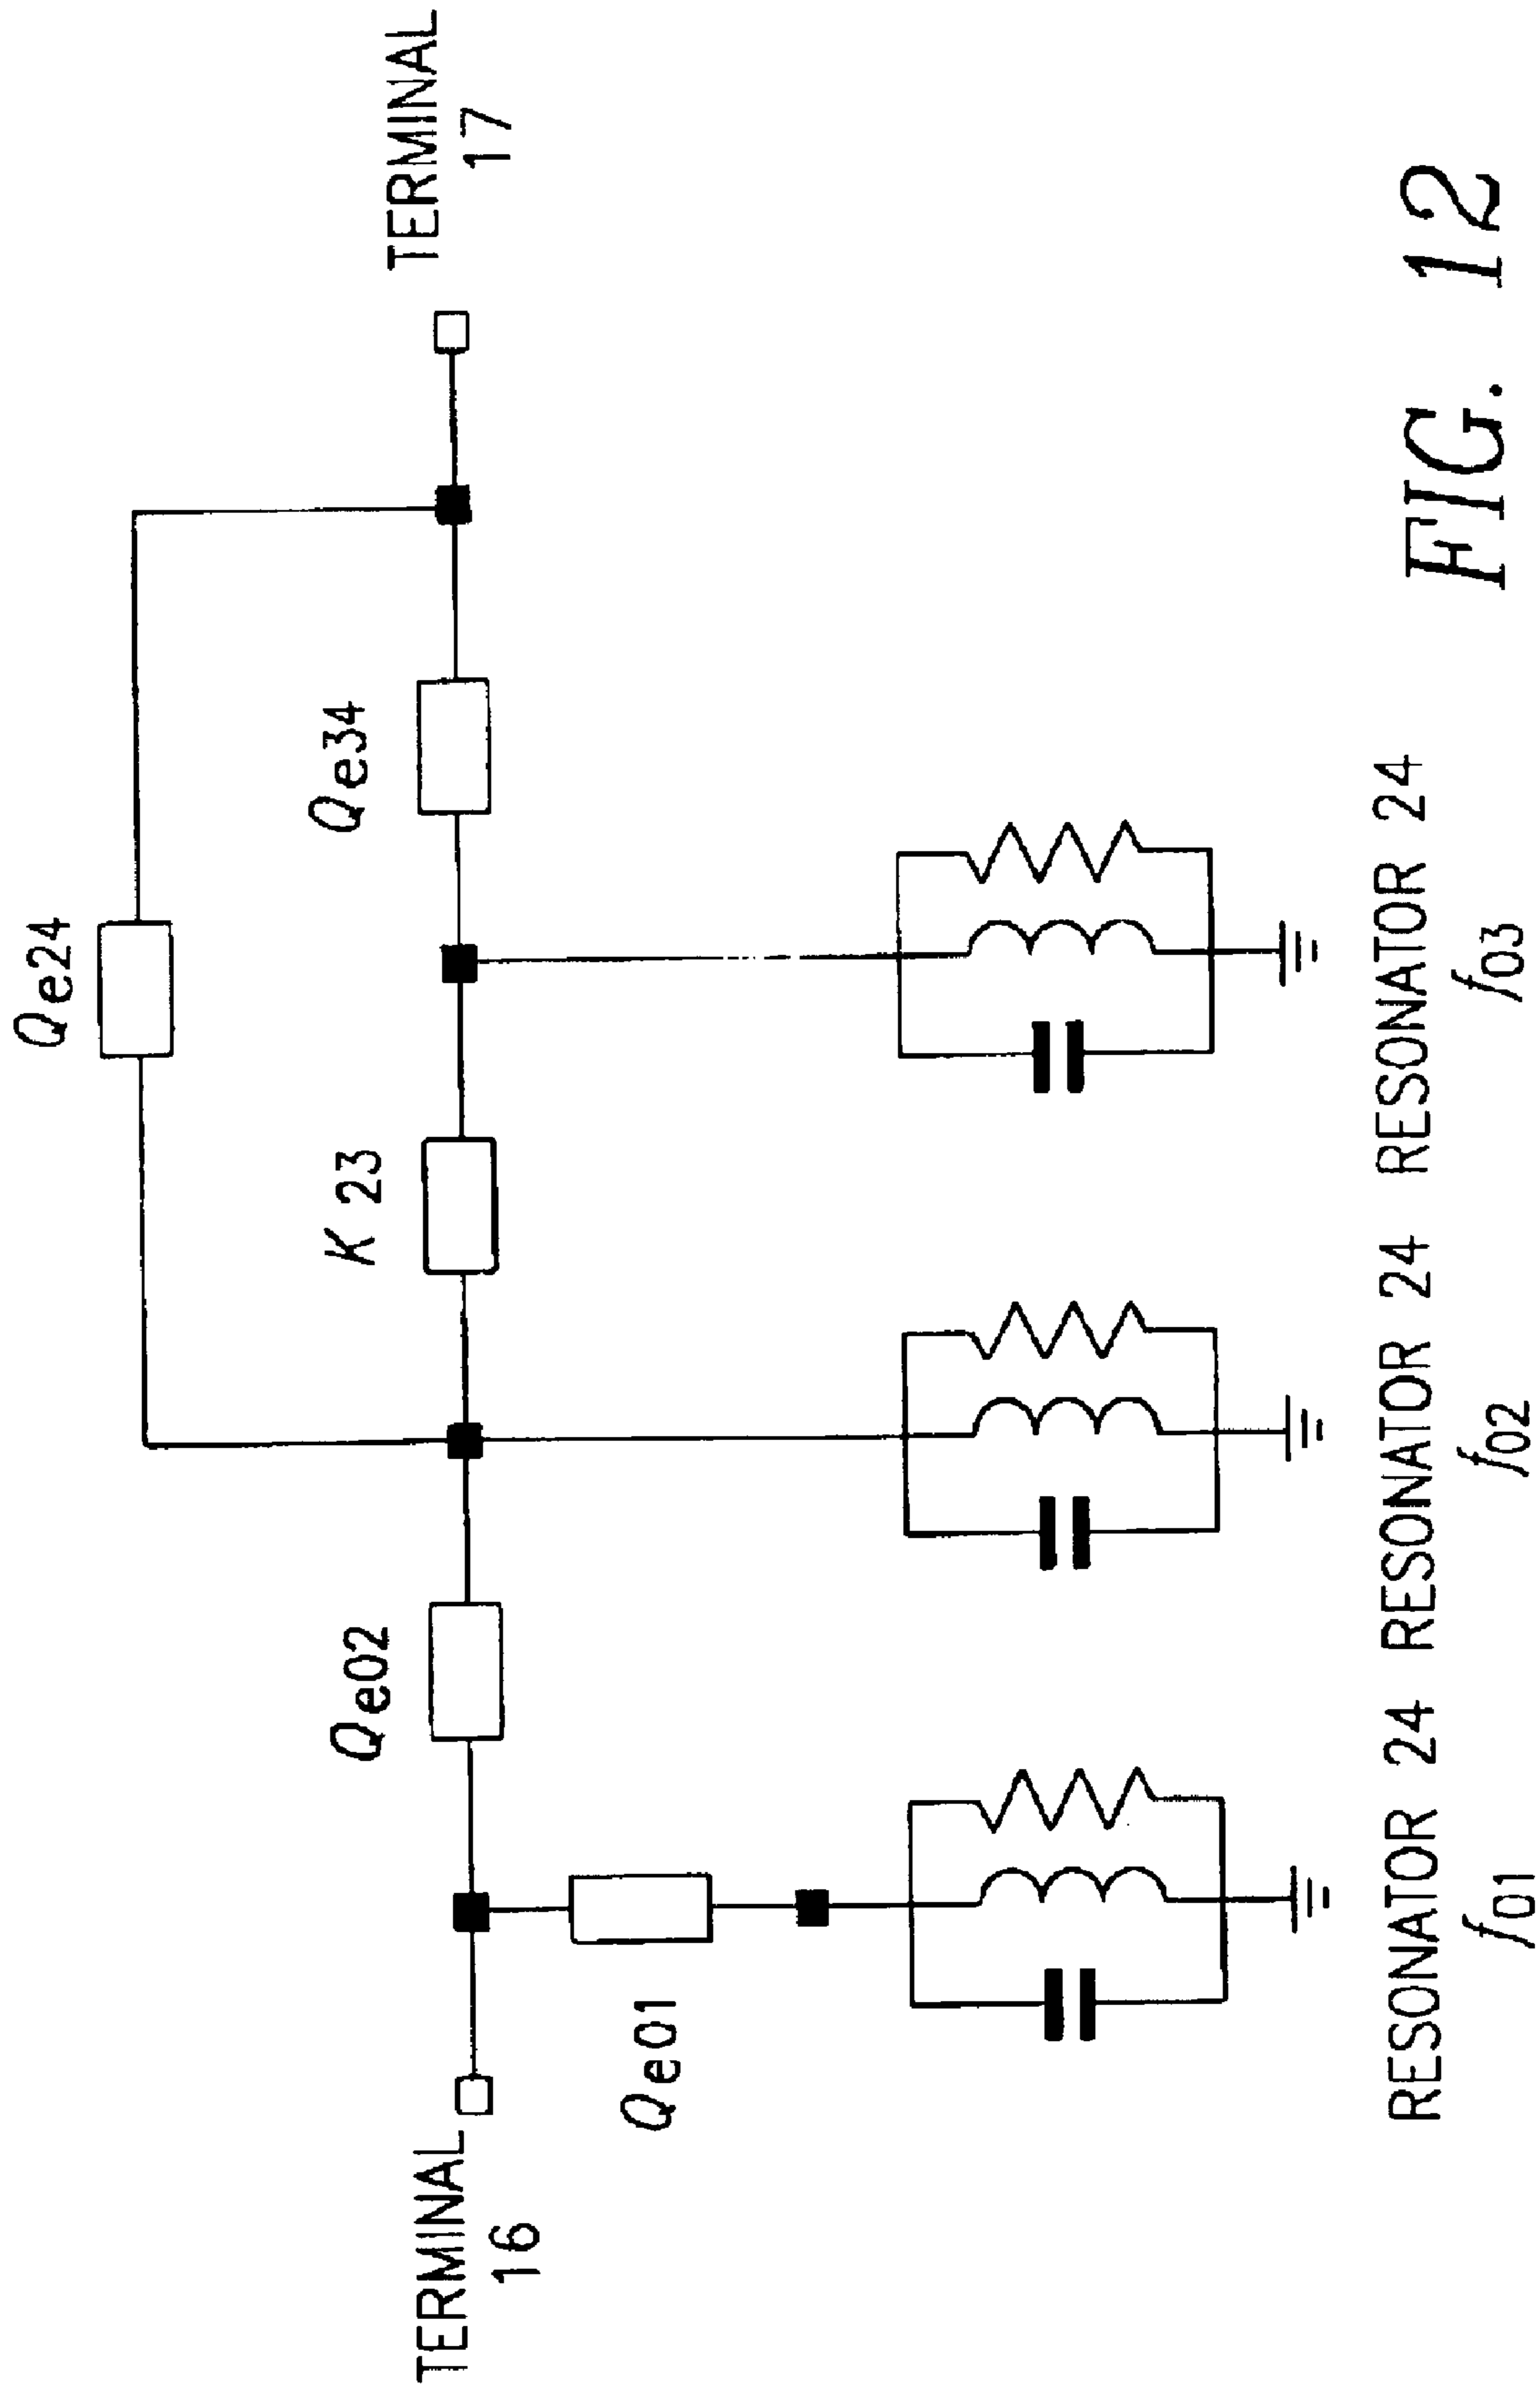 Qe24
Qe02
K 23
Qe34
TERMINAL
16
TERMINAL
17
Qe01
RESONATOR 24 RESONATOR 24 RESONATOR 24
f01 f02 f03
FIG. 12